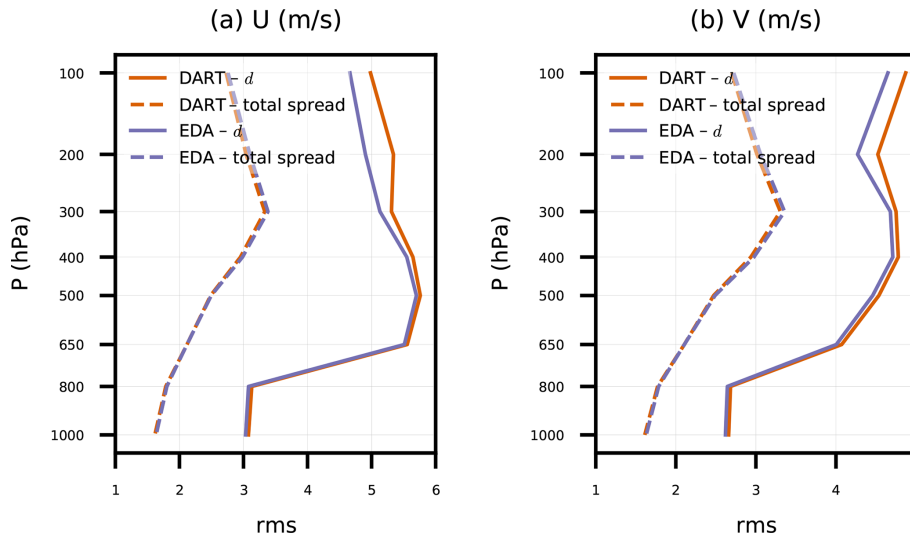 (a) U (m/s)
(b) V (m/s)
P (hPa)
100
200
300
400
500
650
800
1000
DART – d
DART – total spread
EDA – d
EDA – total spread
1 2 3 4 5 6
rms
P (hPa)
100
200
300
400
500
650
800
1000
DART – d
DART – total spread
EDA – d
EDA – total spread
1 2 3 4
rms